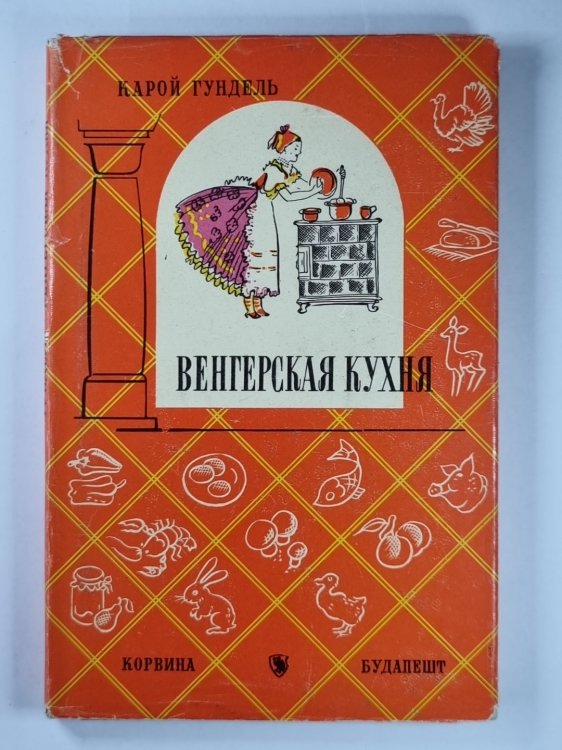 КАРОЙ ГУНДЕЛЬ
ВЕНГЕРСКАЯ КУХНЯ
КОРВИНА БУДАПЕШТ